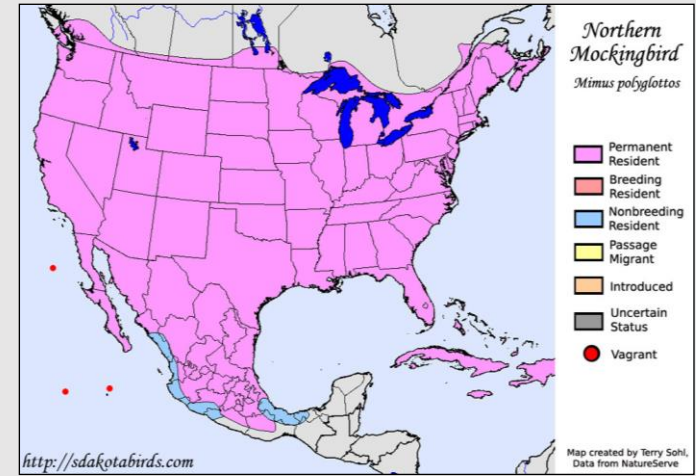 Northern
Mockingbird
Mimus polyglottos
Permanent
Resident
Breeding
Resident
Nonbreeding
Resident
Passage
Migrant
Introduced
Uncertain
Status
Vagrant
http://sdakotabirds.com
Map created by Terry Sohl,
Data from NatureServe